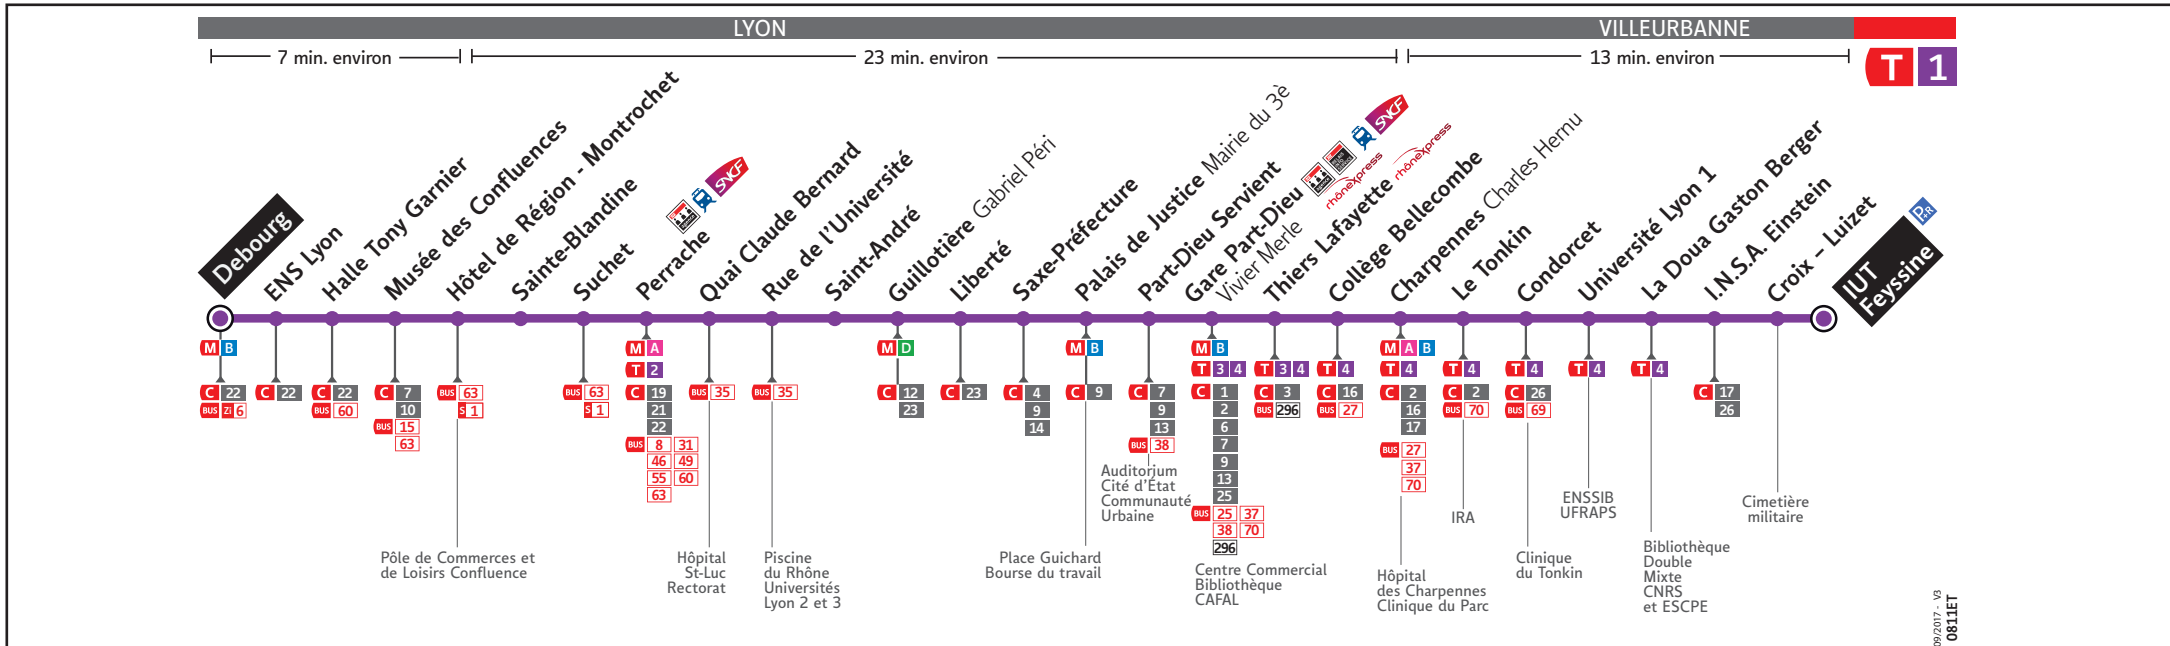 LYON
VILLEURBANNE
7 min. environ
23 min. environ
13 min. environ
T 1
Debourg
ENS Lyon
Halle Tony Garnier
Musée des Confluences
Hôtel de Région - Montrochet
Sainte-Blandine
Suchet
Perrache
SNCF
Quai Claude Bernard
Rue de l'Université
Saint-André
Guillotière Gabriel Péri
Liberté
Saxe-Préfecture
Palais de Justice Mairie du 3è
Part-Dieu Servient
Gare Part-Dieu
Vivier Merle
SNCF
rhônexpress
Thiers Lafayette
rhônexpress
Collège Bellecombe
Charpennes Charles Hernu
Le Tonkin
Condorcet
Université Lyon 1
La Doua Gaston Berger
I.N.S.A. Einstein
Croix – Luizet
IUT
Feyssine
P+R
M B
C 22
BUS Zi 6
C 22
C 22
BUS 60
C 7
10
BUS 15
63
BUS 63
S 1
Pôle de Commerces et
de Loisirs Confluence
BUS 63
S 1
M A
T 2
C 19
21
22
BUS 8 31
46 49
55 60
63
BUS 35
Hôpital
St-Luc
Rectorat
BUS 35
Piscine
du Rhône
Universités
Lyon 2 et 3
M D
C 12
23
C 23
C 4
9
14
M B
C 9
Place Guichard
Bourse du travail
C 7
9
13
BUS 38
Auditorium
Cité d'État
Communauté
Urbaine
M B
T 3 4
C 1
2
6
7
9
13
25
BUS 25 37
38 70
296
Centre Commercial
Bibliothèque
CAFAL
T 3 4
C 3
BUS 296
T 4
C 16
BUS 27
M A B
T 4
C 2
16
17
BUS 27
37
70
Hôpital
des Charpennes
Clinique du Parc
T 4
C 2
BUS 70
IRA
T 4
C 26
BUS 69
Clinique
du Tonkin
T 4
ENSSIB
UFRAPS
T 4
Bibliothèque
Double
Mixte
CNRS
et ESCPE
C 17
26
Cimetière
militaire
09/2017 - V3
0811ET